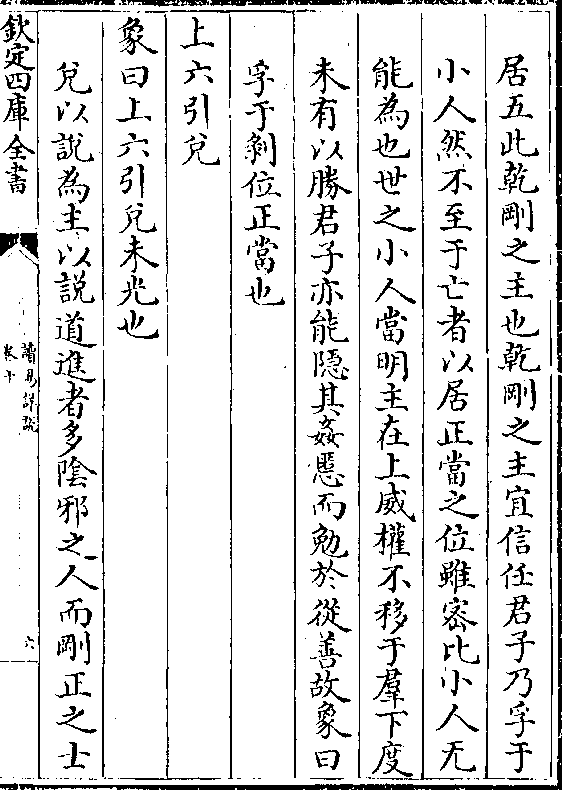 居五此乾剛之主也乾剛之主宜信任君子乃孚于
小人然不至于亡者以居正當之位雖密比小人无
能為也世之小人當明主在上威權不移于羣下度
未有以勝君子亦能隱其姦慝而勉於從善故象曰
孚于剝位正當也
上六引兌
象曰上六引兌未光也
兌以說為主以說道進者多陰邪之人而剛正之士
欽定四庫全書
讀易詳說
卷十
六